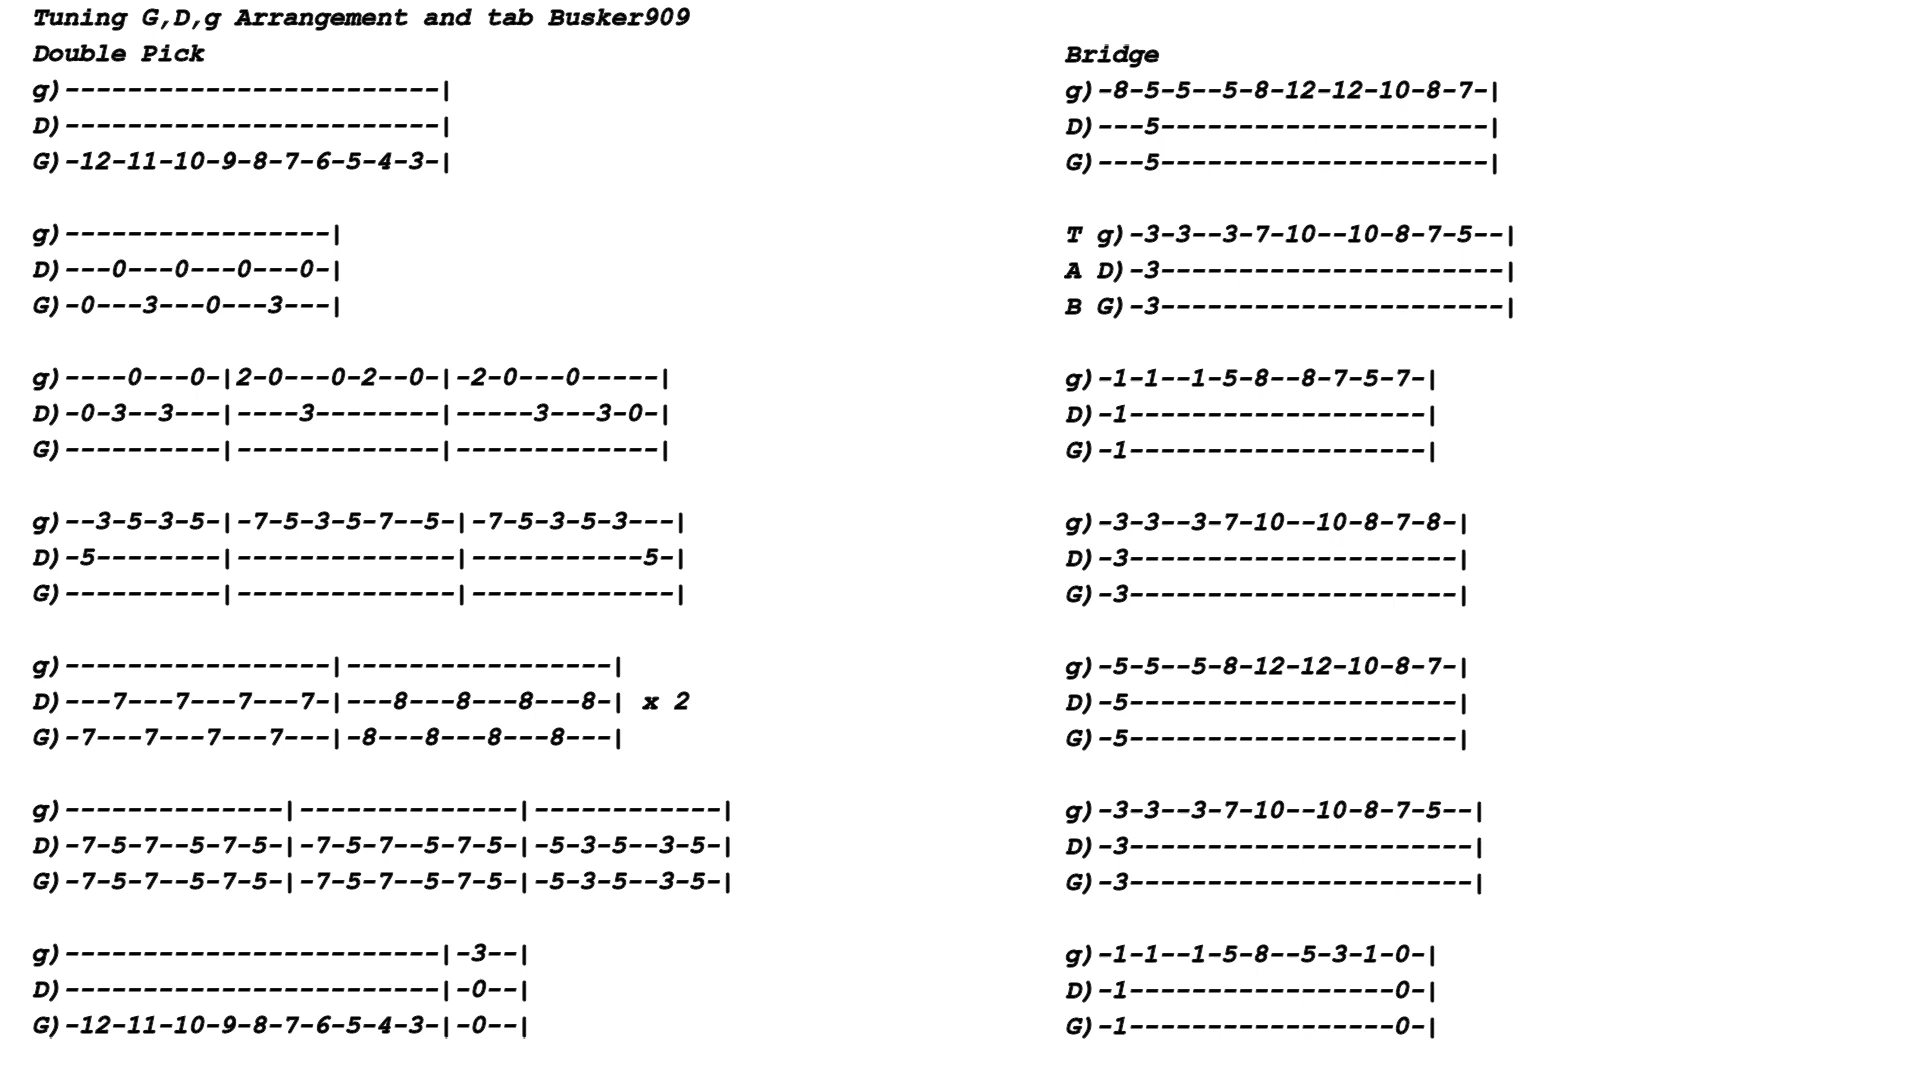 Tuning G,D,g Arrangement and tab Busker909
Double Pick
g)------------------------|
D)------------------------|
G)-12-11-10-9-8-7-6-5-4-3-|

g)-----------------|
D)---0---0---0---0-|
G)-0---3---0---3---|

g)----0---0-|2-0---0-2--0-|-2-0---0-----|
D)-0-3--3---|----3--------|-----3---3-0-|
G)----------|-------------|-------------|

g)--3-5-3-5-|-7-5-3-5-7--5-|-7-5-3-5-3---|
D)-5--------|--------------|-----------5-|
G)----------|--------------|-------------|

g)-----------------|-----------------|
D)---7---7---7---7-|---8---8---8---8-| x 2
G)-7---7---7---7---|-8---8---8---8---|

g)--------------|--------------|------------|
D)-7-5-7--5-7-5-|-7-5-7--5-7-5-|-5-3-5--3-5-|
G)-7-5-7--5-7-5-|-7-5-7--5-7-5-|-5-3-5--3-5-|

g)------------------------|-3--|
D)------------------------|-0--|
G)-12-11-10-9-8-7-6-5-4-3-|-0--|

Bridge
g)-8-5-5--5-8-12-12-10-8-7-|
D)---5---------------------|
G)---5---------------------|

T g)-3-3--3-7-10--10-8-7-5--|
A D)-3----------------------|
B G)-3----------------------|

g)-1-1--1-5-8--8-7-5-7-|
D)-1-------------------|
G)-1-------------------|

g)-3-3--3-7-10--10-8-7-8-|
D)-3---------------------|
G)-3---------------------|

g)-5-5--5-8-12-12-10-8-7-|
D)-5---------------------|
G)-5---------------------|

g)-3-3--3-7-10--10-8-7-5--|
D)-3----------------------|
G)-3----------------------|

g)-1-1--1-5-8--5-3-1-0-|
D)-1-----------------0-|
G)-1-----------------0-|